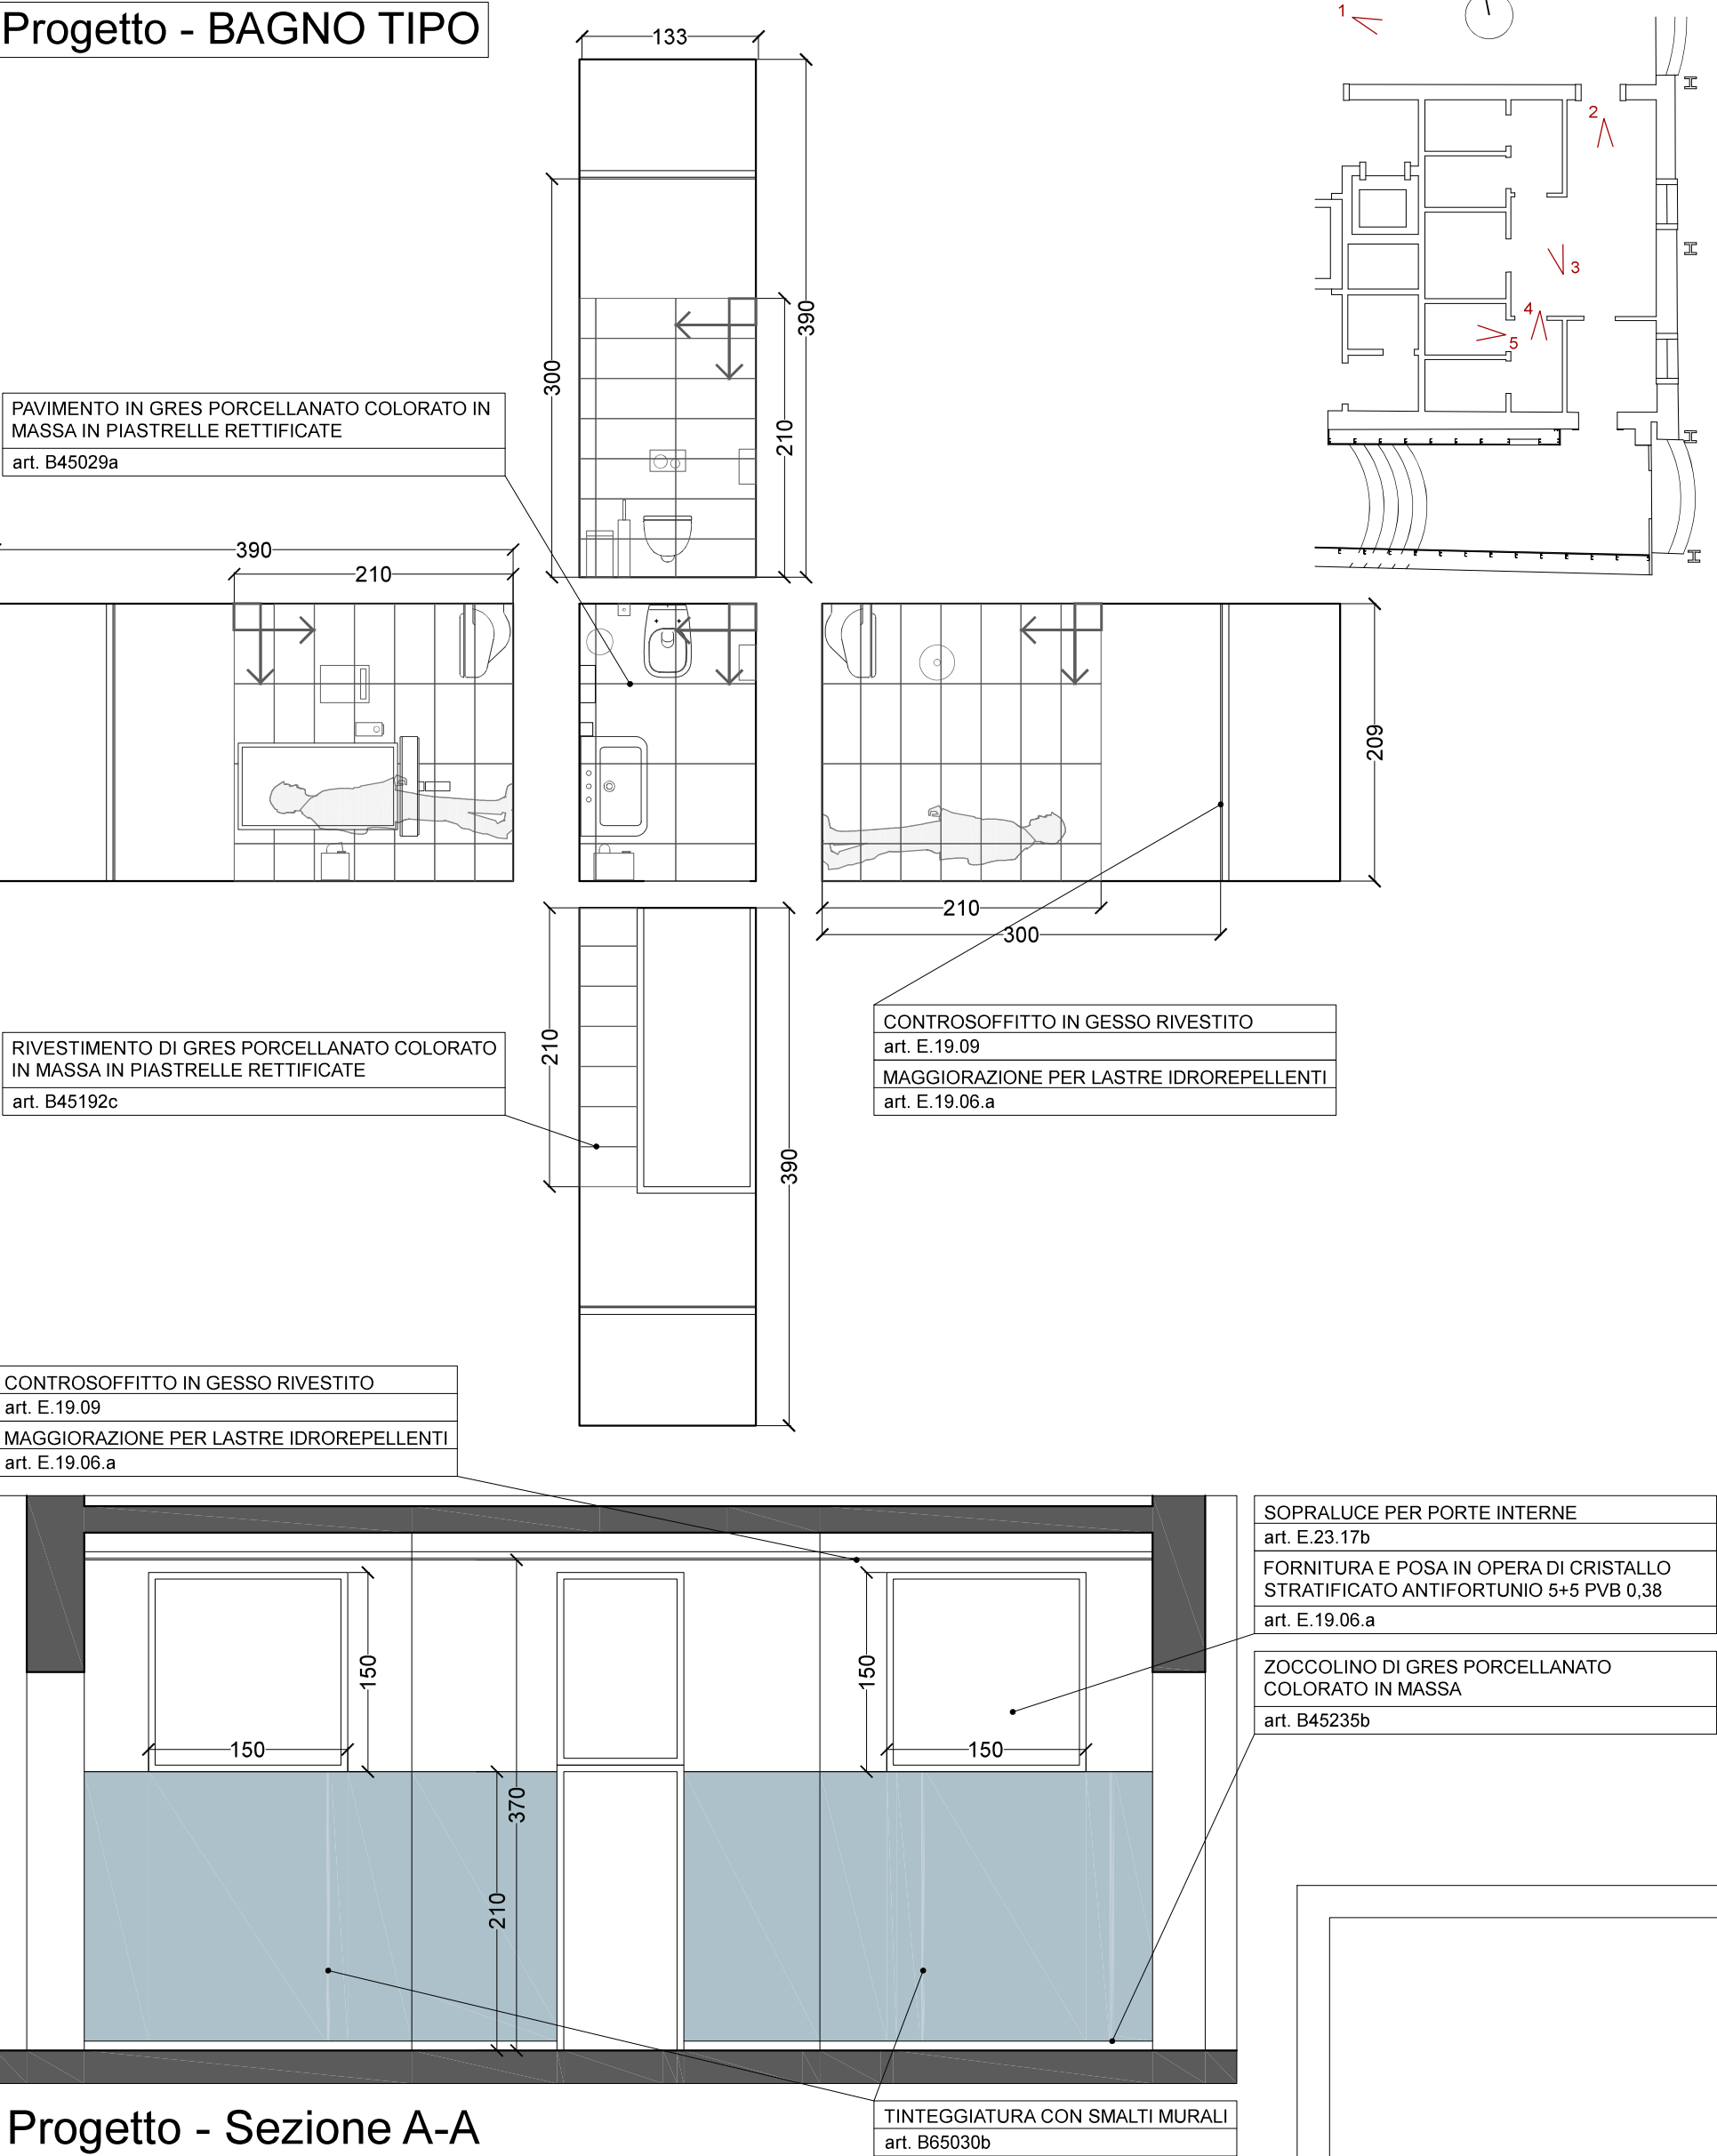 Progetto - BAGNO TIPO
133
1
2
3
4
5
300
390
210
PAVIMENTO IN GRES PORCELLANATO COLORATO IN
MASSA IN PIASTRELLE RETTIFICATE
art. B45029a
390
210
209
210
300
RIVESTIMENTO DI GRES PORCELLANATO COLORATO
IN MASSA IN PIASTRELLE RETTIFICATE
art. B45192c
210
390
CONTROSOFFITTO IN GESSO RIVESTITO
art. E.19.09
MAGGIORAZIONE PER LASTRE IDROREPELLENTI
art. E.19.06.a
CONTROSOFFITTO IN GESSO RIVESTITO
art. E.19.09
MAGGIORAZIONE PER LASTRE IDROREPELLENTI
art. E.19.06.a
SOPRALUCE PER PORTE INTERNE
art. E.23.17b
FORNITURA E POSA IN OPERA DI CRISTALLO
STRATIFICATO ANTIFORTUNIO 5+5 PVB 0,38
art. E.19.06.a
ZOCCOLINO DI GRES PORCELLANATO
COLORATO IN MASSA
art. B45235b
150
150
150
150
370
210
TINTEGGIATURA CON SMALTI MURALI
art. B65030b
Progetto - Sezione A-A